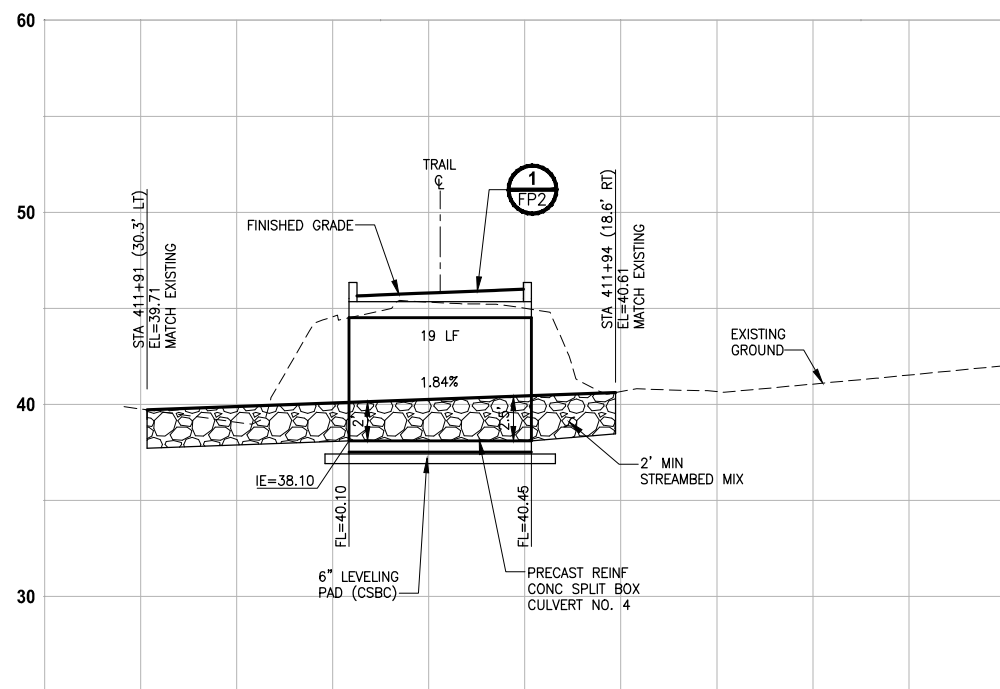 60
50
40
30
STA 411+91 (30.3' LT)
EL=39.71
MATCH EXISTING
FINISHED GRADE
TRAIL
℄
1
FP2
STA 411+94 (18.6' RT)
EL=40.61
MATCH EXISTING
EXISTING
GROUND
19 LF
1.84%
2'
2.5'
IE=38.10
FL=40.10
FL=40.45
2' MIN
STREAMBED MIX
6" LEVELING
PAD (CSBC)
PRECAST REINF
CONC SPLIT BOX
CULVERT NO. 4